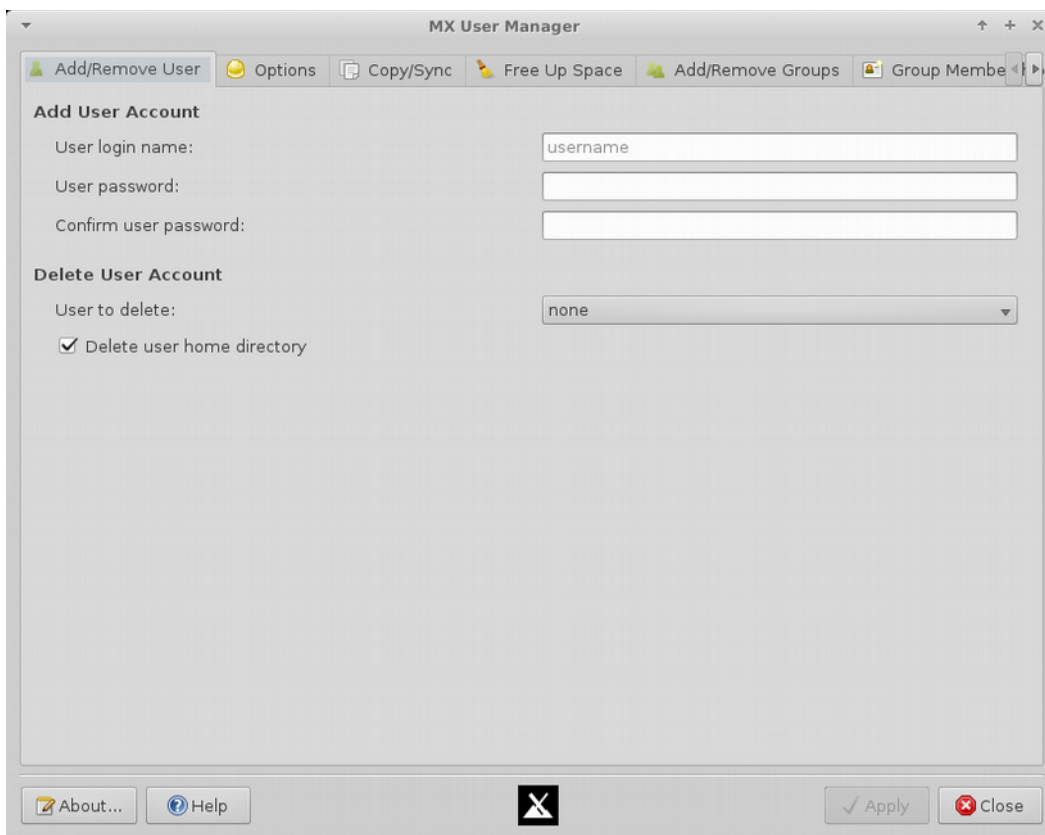 MX User Manager
Add/Remove User Options Copy/Sync Free Up Space Add/Remove Groups Group Membe
Add User Account
User login name: username
User password:
Confirm user password:
Delete User Account
User to delete: none
Delete user home directory
About... Help Apply Close